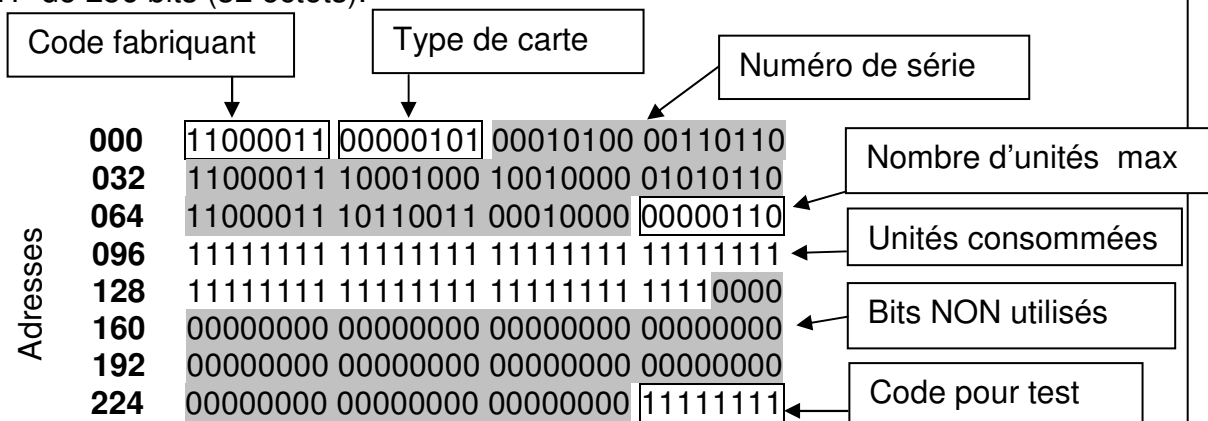 de 256 bits (32 octets).
Code fabriquant
Type de carte
Numéro de série
000 11000011 00000101 00010100 00110110
Nombre d'unités max
032 11000011 10001000 10010000 01010110
064 11000011 10110011 00010000 00000110
Unités consommées
096 11111111 11111111 11111111 11111111
128 11111111 11111111 11111111 11110000
Bits NON utilisés
160 00000000 00000000 00000000 00000000
192 00000000 00000000 00000000 00000000
Code pour test
224 00000000 00000000 00000000 11111111
Adresses